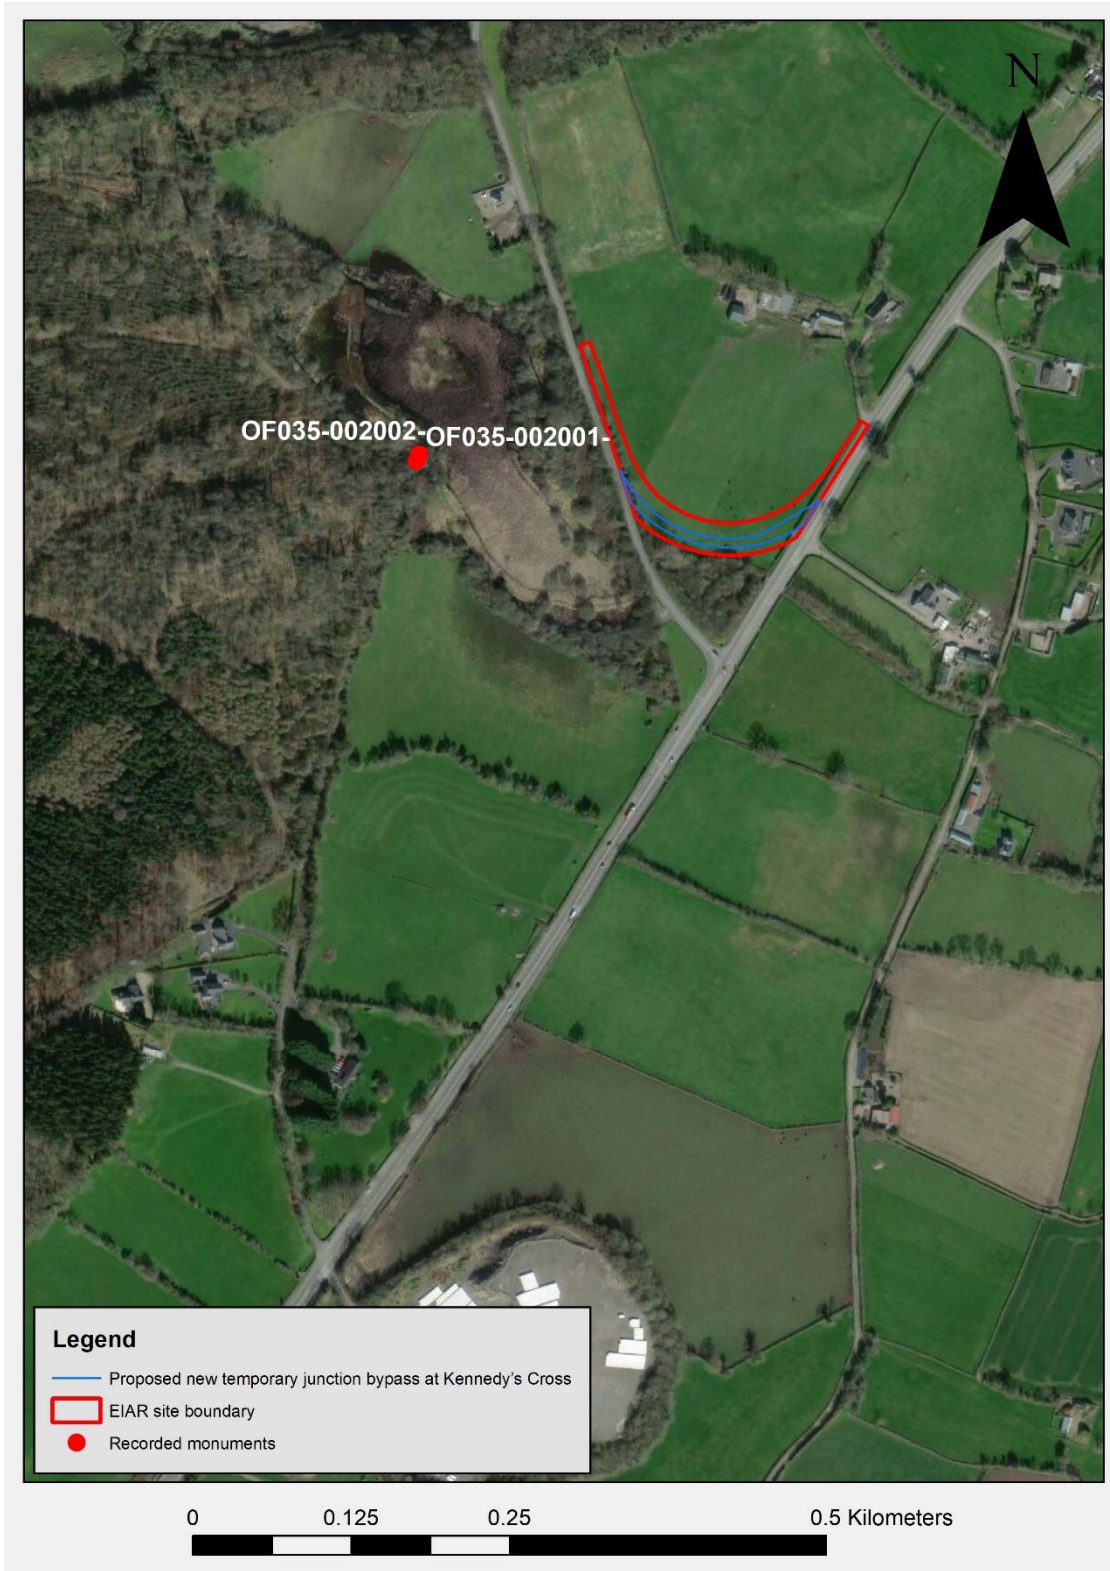 N
OF035-002002-
OF035-002001-
Legend
Proposed new temporary junction bypass at Kennedy's Cross
EIAR site boundary
Recorded monuments
0 0.125 0.25 0.5 Kilometers